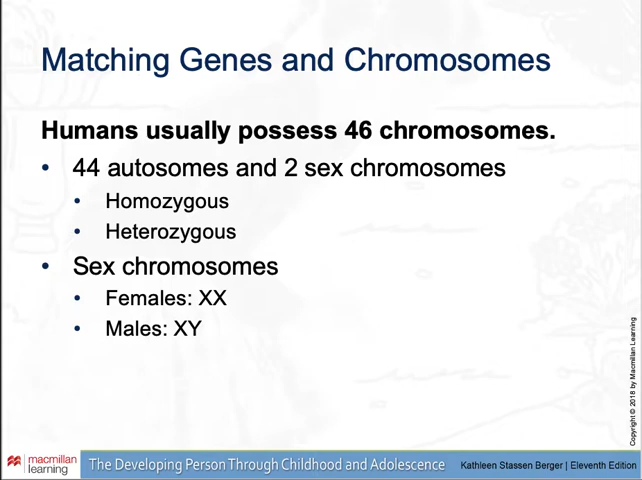 Matching Genes and Chromosomes
Humans usually possess 46 chromosomes.
• 44 autosomes and 2 sex chromosomes
• Homozygous
• Heterozygous
• Sex chromosomes
• Females: XX
• Males: XY
Copyright © 2018 by Macmillan Learning
macmillan
learning
The Developing Person Through Childhood and Adolescence
Kathleen Stassen Berger | Eleventh Edition